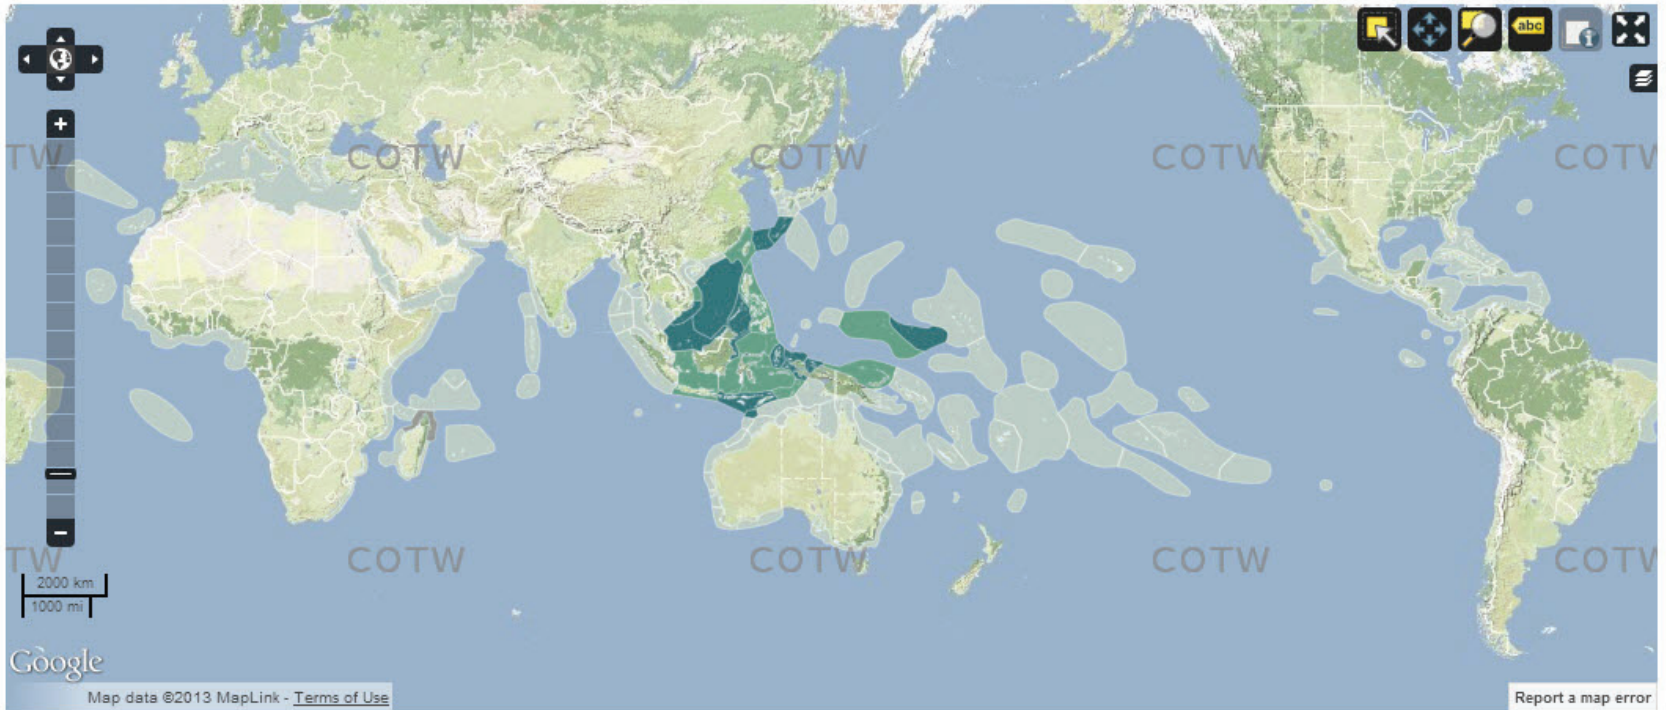 abc
TW COTW COTW COTW COTW
TW COTW COTW COTW COTW
2000 km
1000 mi
Google
Map data ©2013 MapLink - Terms of Use
Report a map error